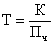 Т = К / Пч